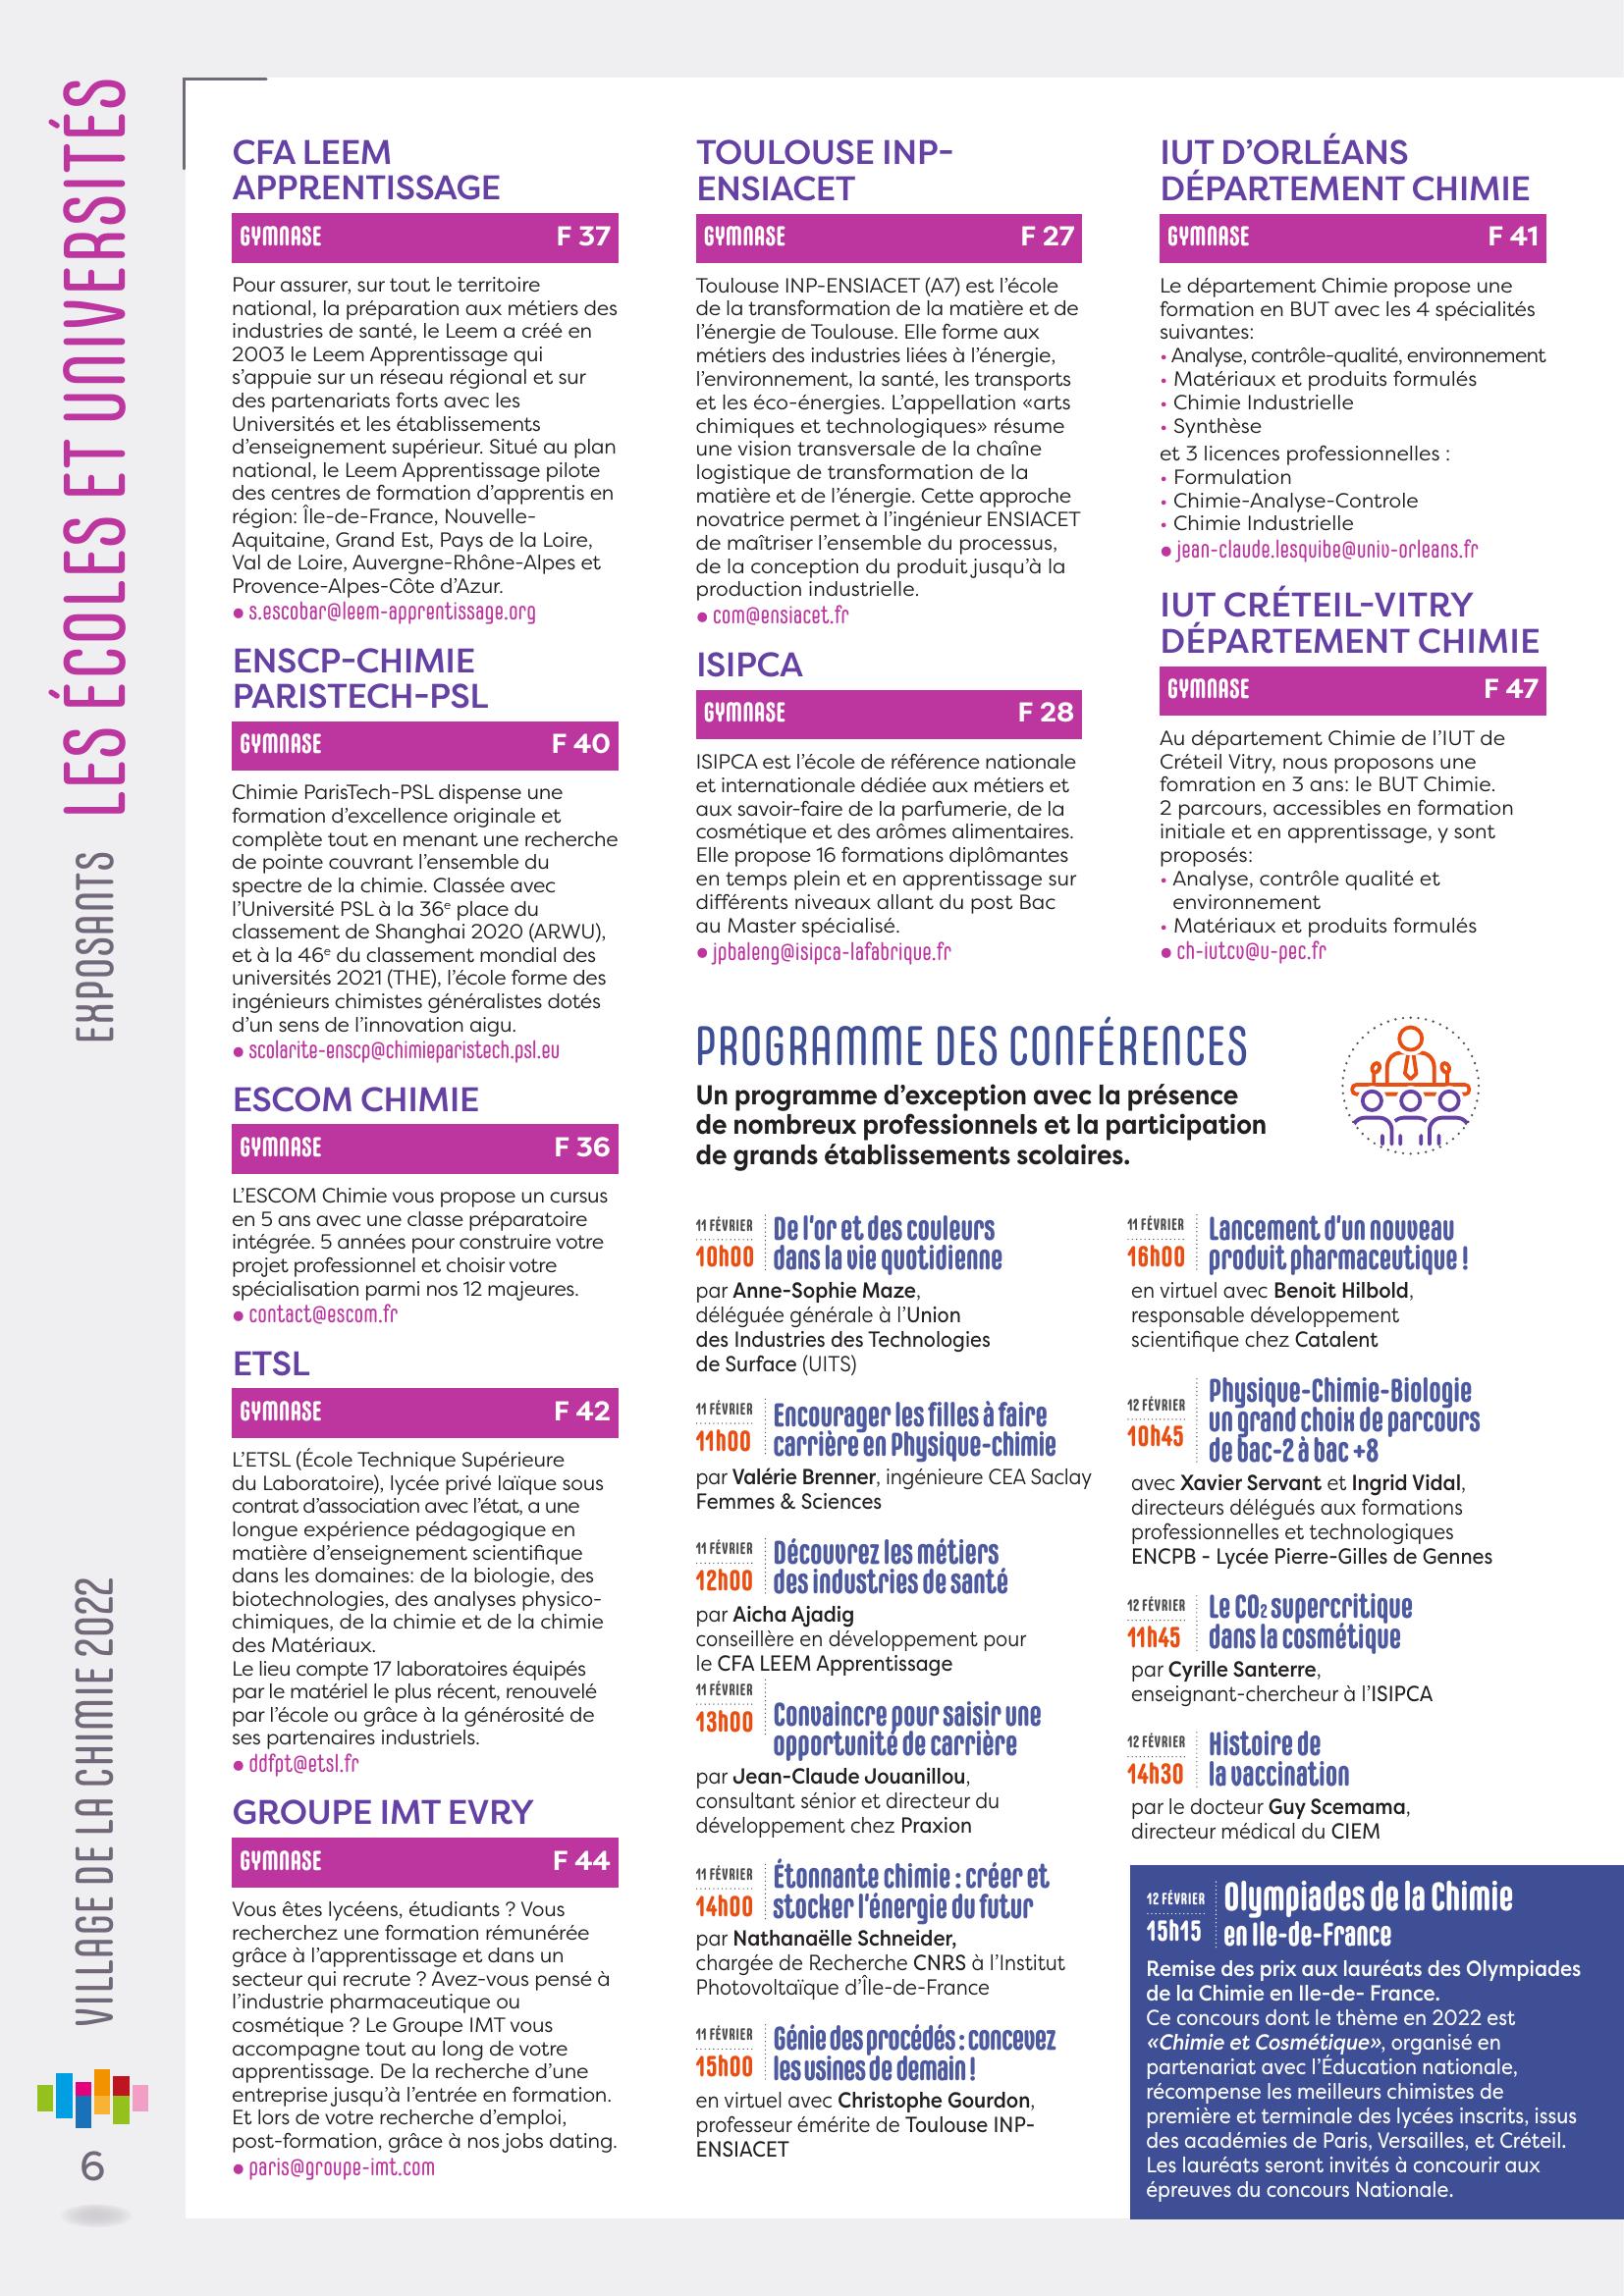 EXPOSANTS LES ÉCOLES ET UNIVERSITÉS
VILLAGE DE LA CHIMIE 2022
6
CFA LEEM
APPRENTISSAGE
GYMNASE F 37
Pour assurer, sur tout le territoire
national, la préparation aux métiers des
industries de santé, le Leem a créé en
2003 le Leem Apprentissage qui
s'appuie sur un réseau régional et sur
des partenariats forts avec les
Universités et les établissements
d'enseignement supérieur. Situé au plan
national, le Leem Apprentissage pilote
des centres de formation d'apprentis en
région: Île-de-France, Nouvelle-
Aquitaine, Grand Est, Pays de la Loire,
Val de Loire, Auvergne-Rhône-Alpes et
Provence-Alpes-Côte d'Azur.
• s.escobar@leem-apprentissage.org
ENSCP-CHIMIE
PARISTECH-PSL
GYMNASE F 40
Chimie ParisTech-PSL dispense une
formation d'excellence originale et
complète tout en menant une recherche
de pointe couvrant l'ensemble du
spectre de la chimie. Classée avec
l'Université PSL à la 36e place du
classement de Shanghai 2020 (ARWU),
et à la 46e du classement mondial des
universités 2021 (THE), l'école forme des
ingénieurs chimistes généralistes dotés
d'un sens de l'innovation aigu.
• scolarite-enscp@chimieparistech.psl.eu
ESCOM CHIMIE
GYMNASE F 36
L'ESCOM Chimie vous propose un cursus
en 5 ans avec une classe préparatoire
intégrée. 5 années pour construire votre
projet professionnel et choisir votre
spécialisation parmi nos 12 majeures.
• contact@escom.fr
ETSL
GYMNASE F 42
L'ETSL (École Technique Supérieure
du Laboratoire), lycée privé laïque sous
contrat d'association avec l'état, a une
longue expérience pédagogique en
matière d'enseignement scientifique
dans les domaines: de la biologie, des
biotechnologies, des analyses physico-
chimiques, de la chimie et de la chimie
des Matériaux.
Le lieu compte 17 laboratoires équipés
par le matériel le plus récent, renouvelé
par l'école ou grâce à la générosité de
ses partenaires industriels.
• ddfpt@etsl.fr
GROUPE IMT EVRY
GYMNASE F 44
Vous êtes lycéens, étudiants ? Vous
recherchez une formation rémunérée
grâce à l'apprentissage et dans un
secteur qui recrute ? Avez-vous pensé à
l'industrie pharmaceutique ou
cosmétique ? Le Groupe IMT vous
accompagne tout au long de votre
apprentissage. De la recherche d'une
entreprise jusqu'à l'entrée en formation.
Et lors de votre recherche d'emploi,
post-formation, grâce à nos jobs dating.
• paris@groupe-imt.com
TOULOUSE INP-
ENSIACET
GYMNASE F 27
Toulouse INP-ENSIACET (A7) est l'école
de la transformation de la matière et de
l'énergie de Toulouse. Elle forme aux
métiers des industries liées à l'énergie,
l'environnement, la santé, les transports
et les éco-énergies. L'appellation «arts
chimiques et technologiques» résume
une vision transversale de la chaîne
logistique de transformation de la
matière et de l'énergie. Cette approche
novatrice permet à l'ingénieur ENSIACET
de maîtriser l'ensemble du processus,
de la conception du produit jusqu'à la
production industrielle.
• com@ensiacet.fr
ISIPCA
GYMNASE F 28
ISIPCA est l'école de référence nationale
et internationale dédiée aux métiers et
aux savoir-faire de la parfumerie, de la
cosmétique et des arômes alimentaires.
Elle propose 16 formations diplômantes
en temps plein et en apprentissage sur
différents niveaux allant du post Bac
au Master spécialisé.
• jpbaleng@isipca-lafabrique.fr
IUT D'ORLÉANS
DÉPARTEMENT CHIMIE
GYMNASE F 41
Le département Chimie propose une
formation en BUT avec les 4 spécialités
suivantes:
• Analyse, contrôle-qualité, environnement
• Matériaux et produits formulés
• Chimie Industrielle
• Synthèse
et 3 licences professionnelles :
• Formulation
• Chimie-Analyse-Controle
• Chimie Industrielle
• jean-claude.lesquibe@univ-orleans.fr
IUT CRÉTEIL-VITRY
DÉPARTEMENT CHIMIE
GYMNASE F 47
Au département Chimie de l'IUT de
Créteil Vitry, nous proposons une
fomration en 3 ans: le BUT Chimie.
2 parcours, accessibles en formation
initiale et en apprentissage, y sont
proposés:
• Analyse, contrôle qualité et
environnement
• Matériaux et produits formulés
• ch-iutcv@u-pec.fr
PROGRAMME DES CONFÉRENCES
Un programme d'exception avec la présence
de nombreux professionnels et la participation
de grands établissements scolaires.
11 FÉVRIER
10h00
De l'or et des couleurs
dans la vie quotidienne
par Anne-Sophie Maze,
déléguée générale à l'Union
des Industries des Technologies
de Surface (UITS)
11 FÉVRIER
11h00
Encourager les filles à faire
carrière en Physique-chimie
par Valérie Brenner, ingénieure CEA Saclay
Femmes & Sciences
11 FÉVRIER
12h00
Découvrez les métiers
des industries de santé
par Aicha Ajadig
conseillère en développement pour
le CFA LEEM Apprentissage
11 FÉVRIER
13h00
Convaincre pour saisir une
opportunité de carrière
par Jean-Claude Jouanillou,
consultant sénior et directeur du
développement chez Praxion
11 FÉVRIER
14h00
Étonnante chimie : créer et
stocker l'énergie du futur
par Nathanaëlle Schneider,
chargée de Recherche CNRS à l'Institut
Photovoltaïque d'Île-de-France
11 FÉVRIER
15h00
Génie des procédés : concevez
les usines de demain !
en virtuel avec Christophe Gourdon,
professeur émérite de Toulouse INP-
ENSIACET
11 FÉVRIER
16h00
Lancement d'un nouveau
produit pharmaceutique !
en virtuel avec Benoit Hilbold,
responsable développement
scientifique chez Catalent
12 FÉVRIER
10h45
Physique-Chimie-Biologie
un grand choix de parcours
de bac-2 à bac +8
avec Xavier Servant et Ingrid Vidal,
directeurs délégués aux formations
professionnelles et technologiques
ENCPB - Lycée Pierre-Gilles de Gennes
12 FÉVRIER
11h45
Le CO2 supercritique
dans la cosmétique
par Cyrille Santerre,
enseignant-chercheur à l'ISIPCA
12 FÉVRIER
14h30
Histoire de
la vaccination
par le docteur Guy Scemama,
directeur médical du CIEM
12 FÉVRIER
15h15
Olympiades de la Chimie
en Ile-de-France
Remise des prix aux lauréats des Olympiades
de la Chimie en Ile-de- France.
Ce concours dont le thème en 2022 est
«Chimie et Cosmétique», organisé en
partenariat avec l'Éducation nationale,
récompense les meilleurs chimistes de
première et terminale des lycées inscrits, issus
des académies de Paris, Versailles, et Créteil.
Les lauréats seront invités à concourir aux
épreuves du concours Nationale.